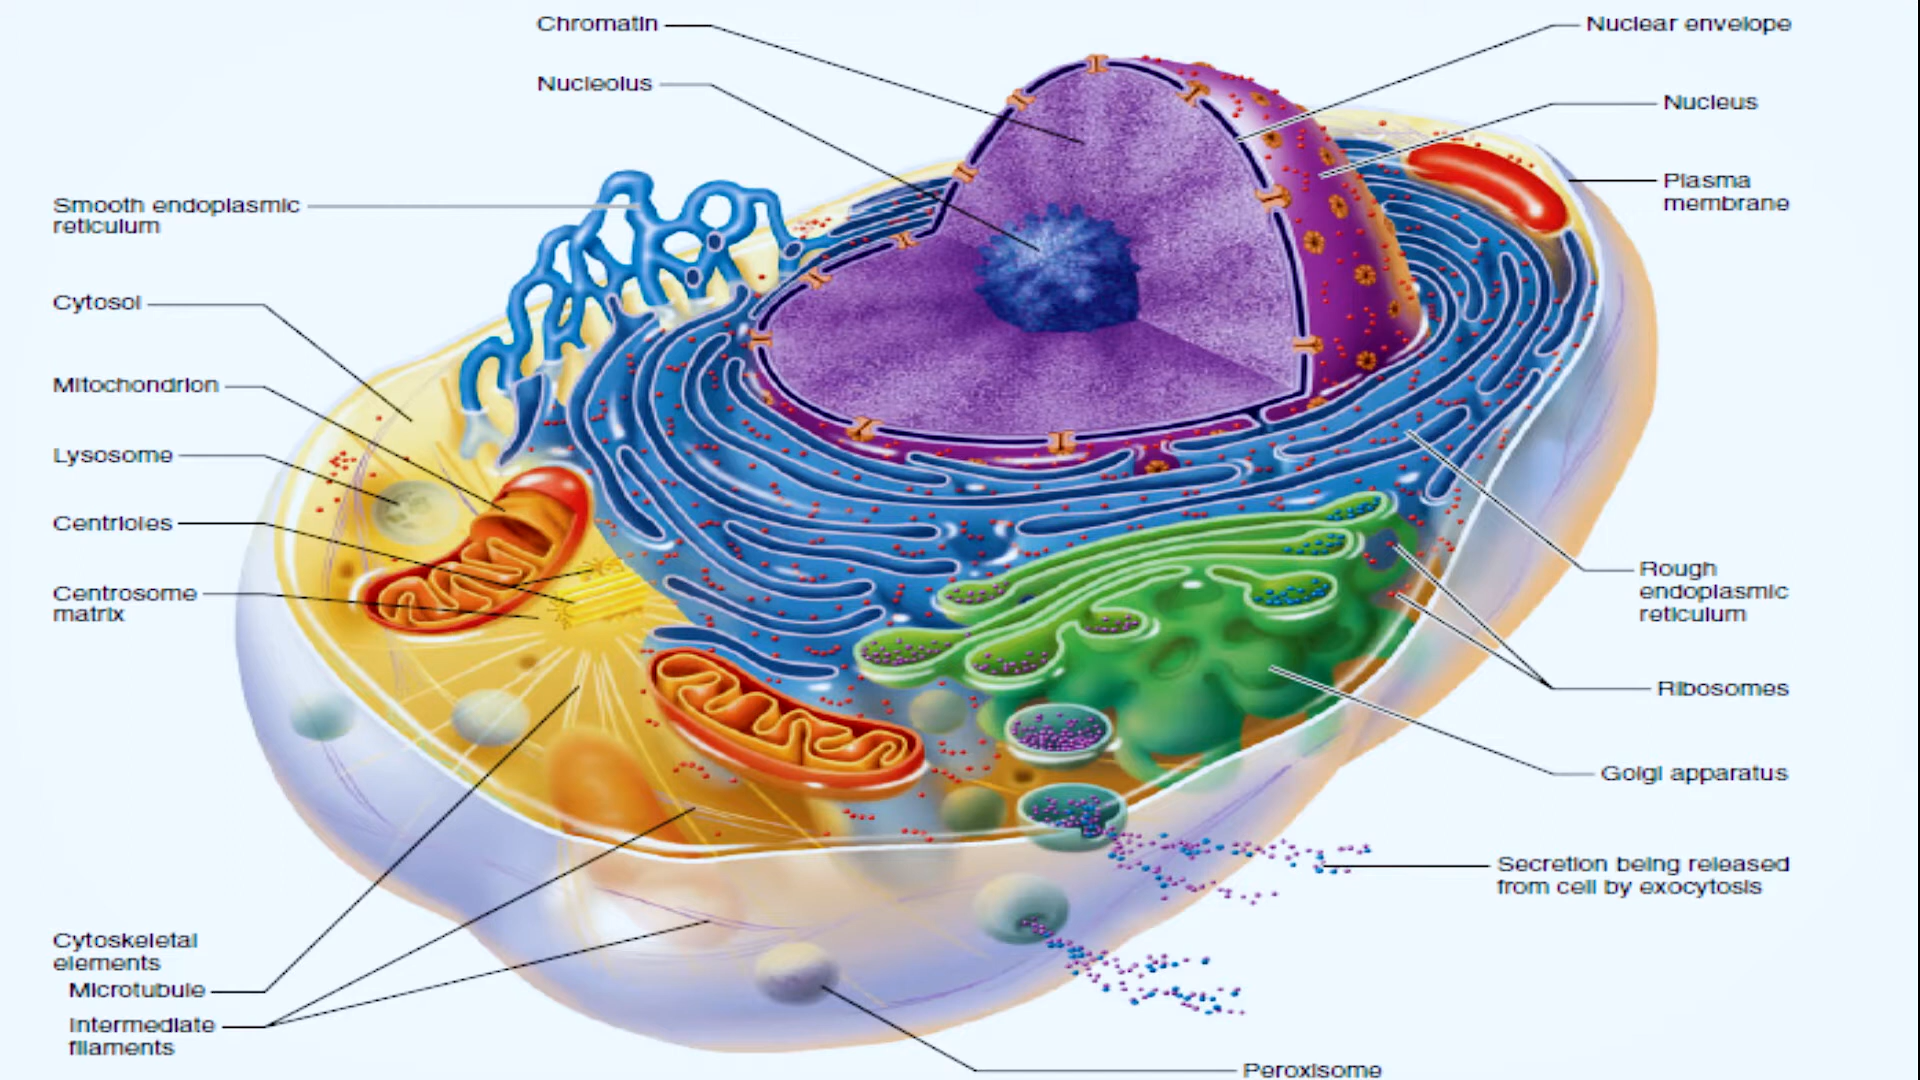 Chromatin
Nuclear envelope
Nucleolus
Nucleus
Plasma
membrane
Smooth endoplasmic
reticulum
Cytosol
Mitochondrion
Lysosome
Centrioles
Centrosome
matrix
Rough
endoplasmic
reticulum
Ribosomes
Golgi apparatus
Secretion being released
from cell by exocytosis
Cytoskeletal
elements
Microtubule
Intermediate
filaments
Peroxisome